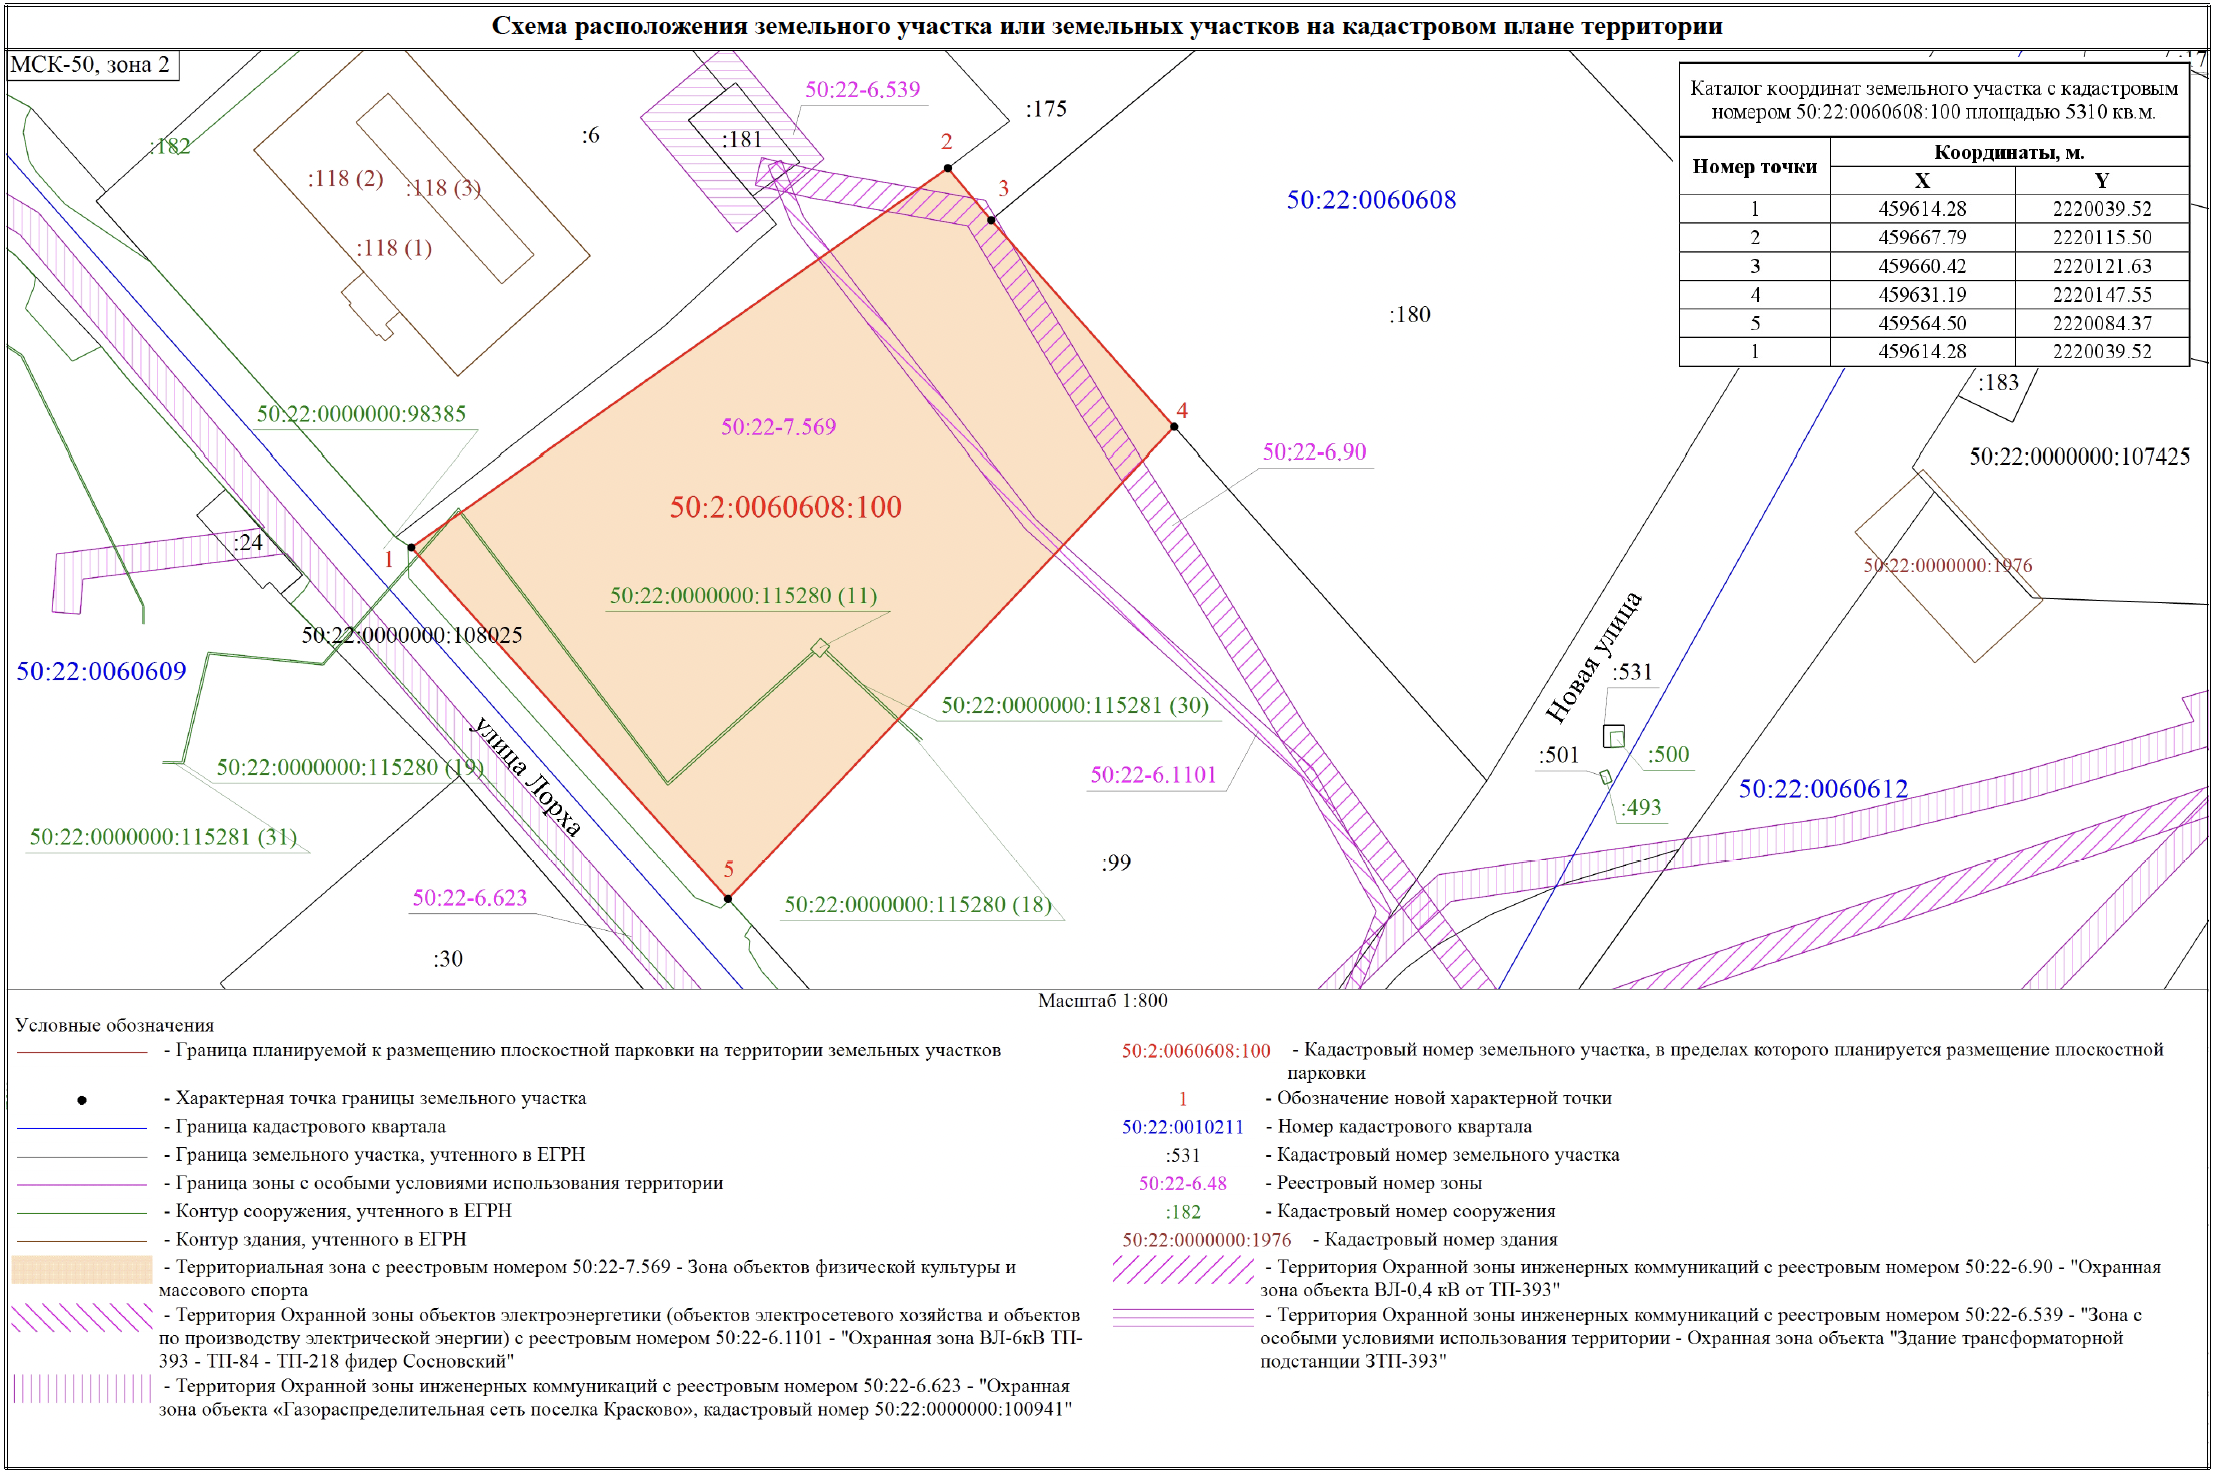 Схема расположения земельного участка или земельных участков на кадастровом плане территории
МСК-50, зона 2
Каталог координат земельного участка с кадастровым
номером 50:22:0060608:100 площадью 5310 кв.м.
Номер точки
Координаты, м.
X Y
1 459614.28 2220039.52
2 459667.79 2220115.50
3 459660.42 2220121.63
4 459631.19 2220147.55
5 459564.50 2220084.37
1 459614.28 2220039.52
50:22-6.539
:175
:6
:181
:182
2
3
:118 (2)
:118 (3)
:118 (1)
50:22:0060608
:180
:183
50:22:0000000:98385
50:22-7.569
4
50:22-6.90
50:22:0000000:107425
50:2:0060608:100
:24
1
50:22:0000000:1976
50:22:0000000:115280 (11)
50:22:0000000:108025
50:22:0060609
Новая улица
:531
50:22:0000000:115281 (30)
:501
:500
50:22:0000000:115280 (19)
улица Лорха
50:22-6.1101
50:22:0060612
:493
50:22:0000000:115281 (31)
5
:99
50:22-6.623
50:22:0000000:115280 (18)
:30
Масштаб 1:800
Условные обозначения
- Граница планируемой к размещению плоскостной парковки на территории земельных участков
- Характерная точка границы земельного участка
- Граница кадастрового квартала
- Граница земельного участка, учтенного в ЕГРН
- Граница зоны с особыми условиями использования территории
- Контур сооружения, учтенного в ЕГРН
- Контур здания, учтенного в ЕГРН
- Территориальная зона с реестровым номером 50:22-7.569 - Зона объектов физической культуры и
массового спорта
- Территория Охранной зоны объектов электроэнергетики (объектов электросетевого хозяйства и объектов
по производству электрической энергии) с реестровым номером 50:22-6.1101 - "Охранная зона ВЛ-6кВ ТП-
393 - ТП-84 - ТП-218 фидер Сосновский"
- Территория Охранной зоны инженерных коммуникаций с реестровым номером 50:22-6.623 - "Охранная
зона объекта «Газораспределительная сеть поселка Красково», кадастровый номер 50:22:0000000:100941"
50:2:0060608:100 - Кадастровый номер земельного участка, в пределах которого планируется размещение плоскостной
парковки
1 - Обозначение новой характерной точки
50:22:0010211 - Номер кадастрового квартала
:531 - Кадастровый номер земельного участка
50:22-6.48 - Реестровый номер зоны
:182 - Кадастровый номер сооружения
50:22:0000000:1976 - Кадастровый номер здания
- Территория Охранной зоны инженерных коммуникаций с реестровым номером 50:22-6.90 - "Охранная
зона объекта ВЛ-0,4 кВ от ТП-393"
- Территория Охранной зоны инженерных коммуникаций с реестровым номером 50:22-6.539 - "Зона с
особыми условиями использования территории - Охранная зона объекта "Здание трансформаторной
подстанции ЗТП-393"